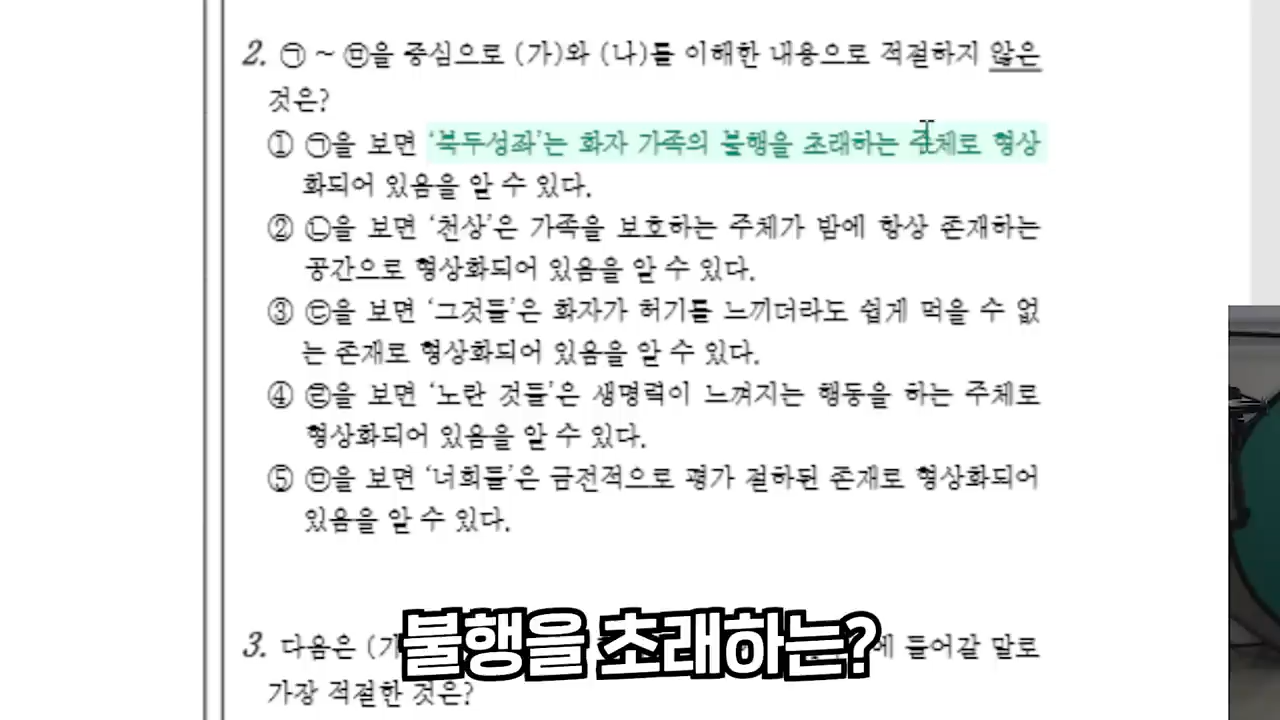 2. ㉠ ~ ㉤을 중심으로 (가)와 (나)를 이해한 내용으로 적절하지 않은
것은?
① ㉠을 보면 ‘북두성좌’는 화자 가족의 불행을 초래하는 주체로 형상
화되어 있음을 알 수 있다.
② ㉡을 보면 ‘천상’은 가족을 보호하는 주체가 밤에 항상 존재하는
공간으로 형상화되어 있음을 알 수 있다.
③ ㉢을 보면 ‘그것들’은 화자가 허기를 느끼더라도 쉽게 먹을 수 없
는 존재로 형상화되어 있음을 알 수 있다.
④ ㉣을 보면 ‘노란 것들’은 생명력이 느껴지는 행동을 하는 주체로
형상화되어 있음을 알 수 있다.
⑤ ㉤을 보면 ‘너희들’은 금전적으로 평가 절하된 존재로 형상화되어
있음을 알 수 있다.
3. 다음은 (가 에 들어갈 말로
불행을 초래하는?
가장 적절한 것은?